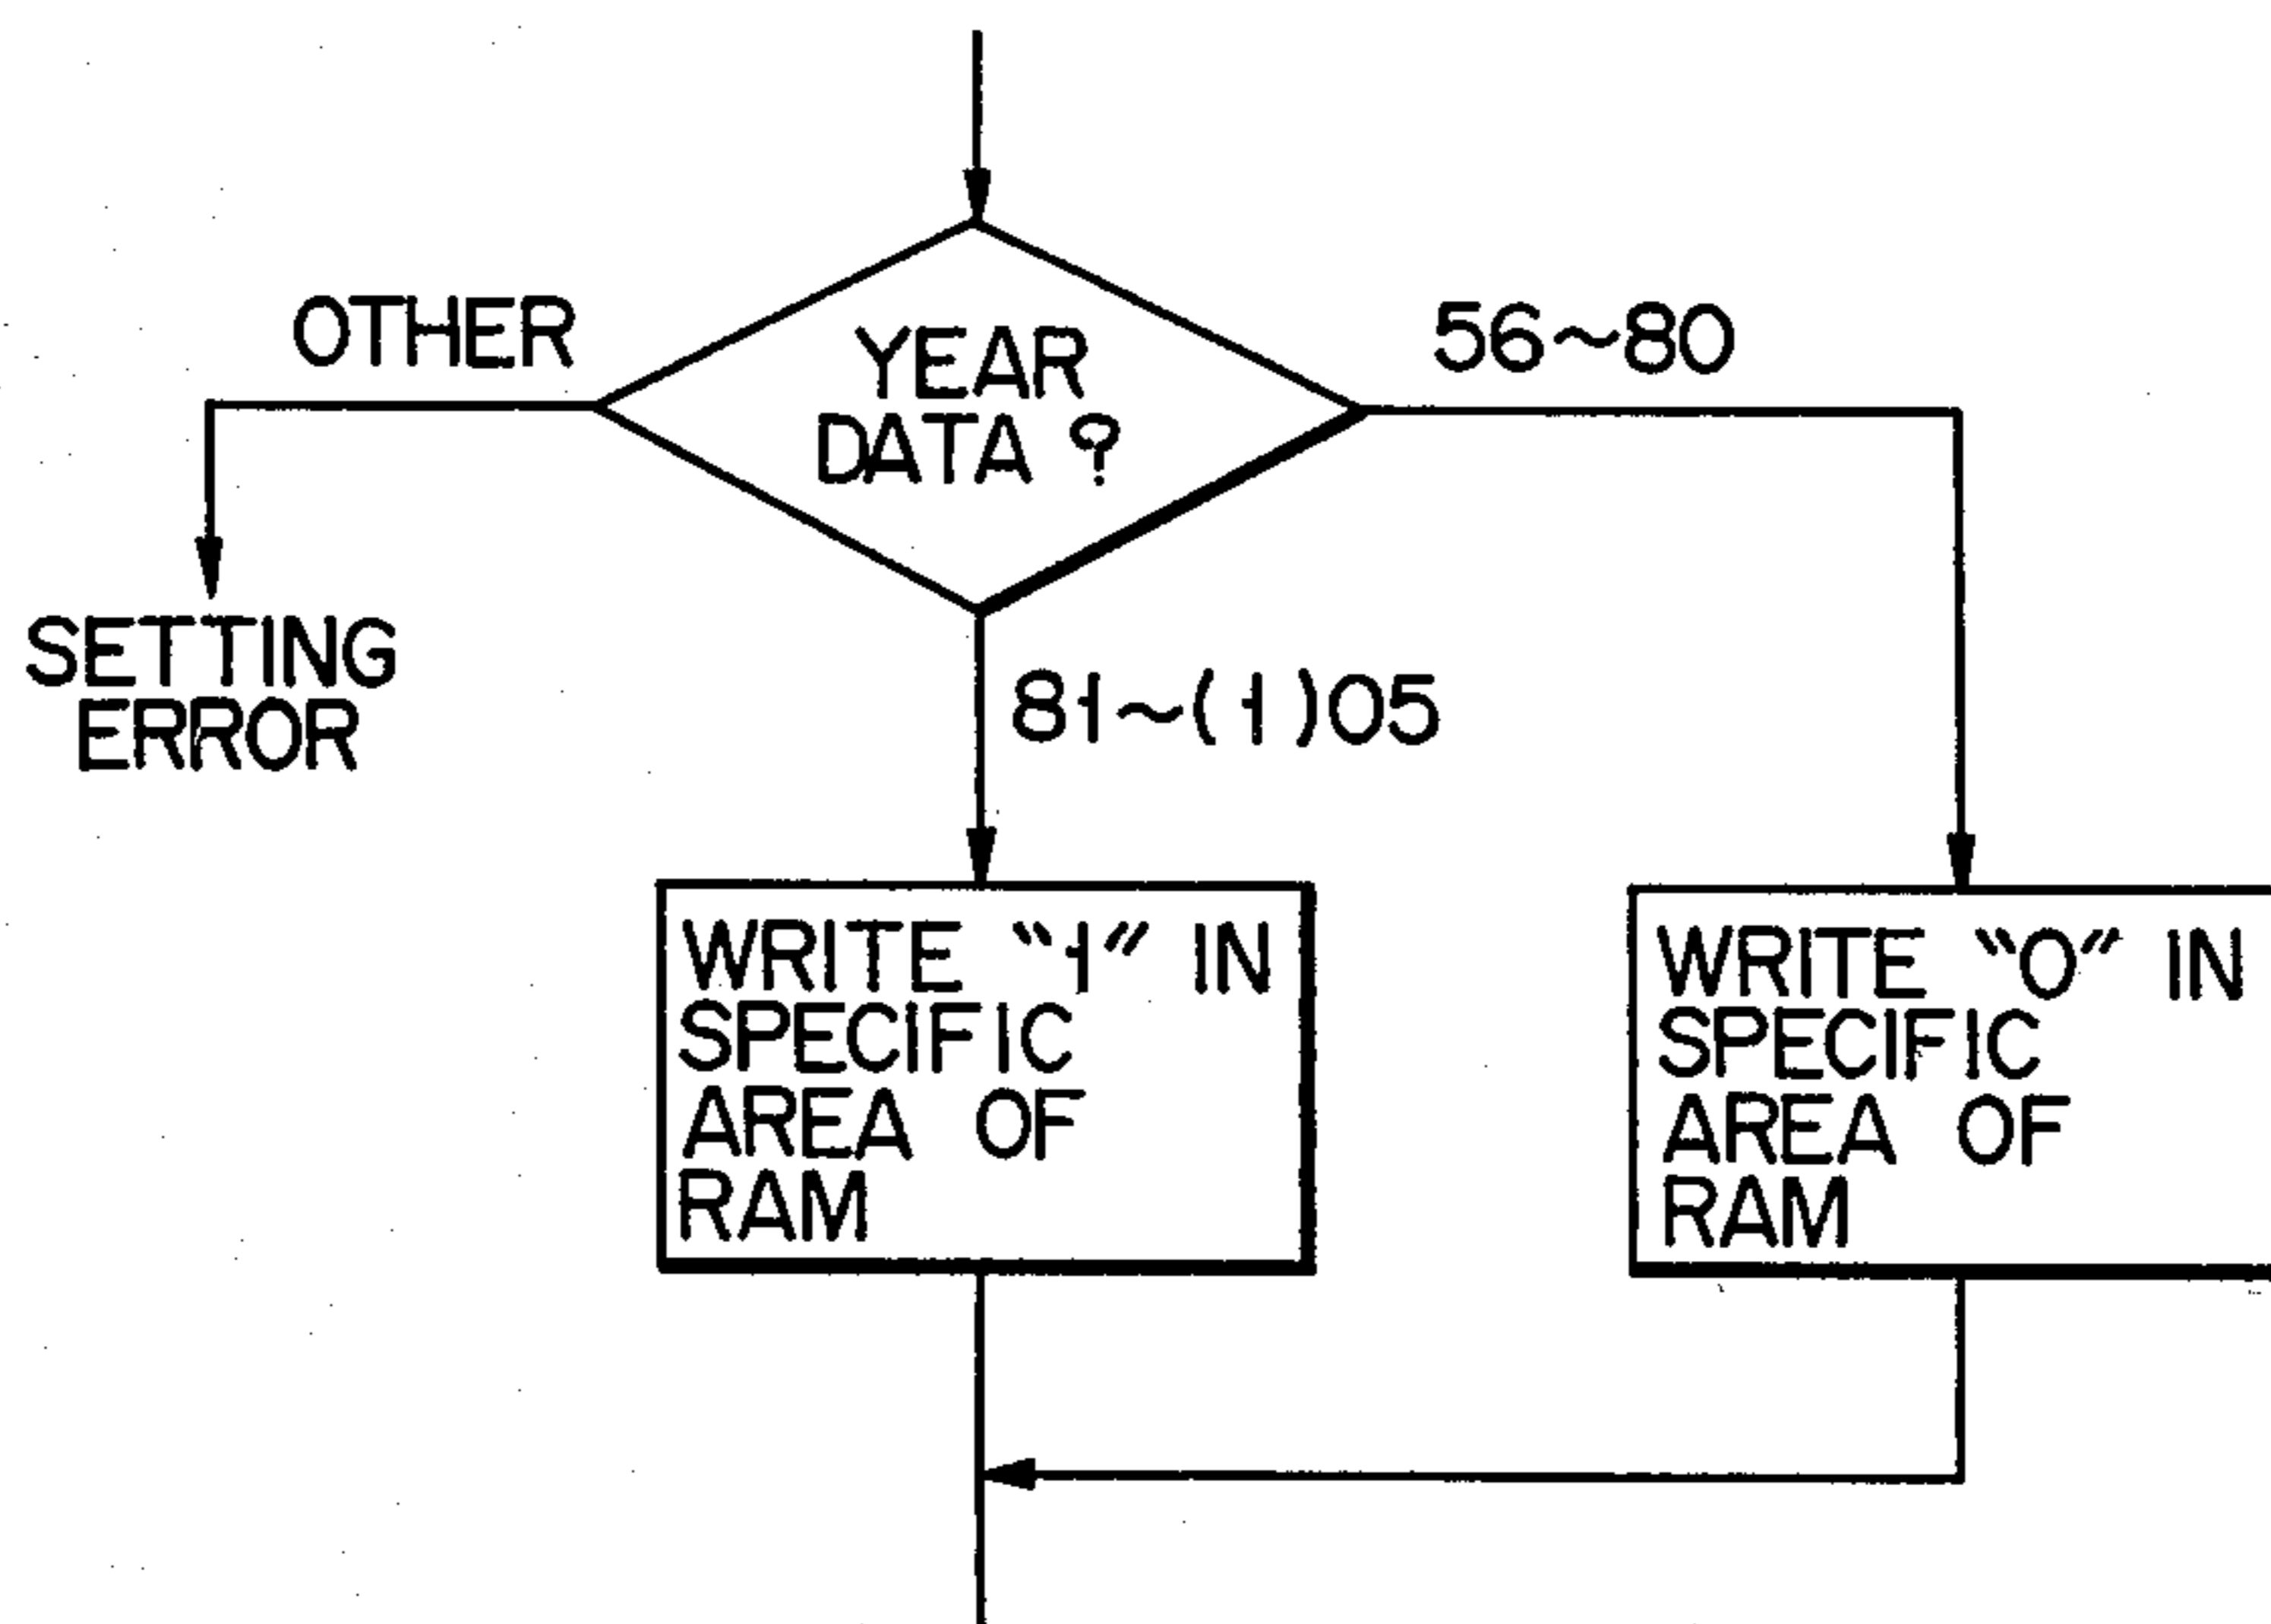 OTHER
YEAR
DATA ?
56~80
SETTING
ERROR
81~(1)05
WRITE "1" IN
SPECIFIC
AREA OF
RAM
WRITE "0" IN
SPECIFIC
AREA OF
RAM